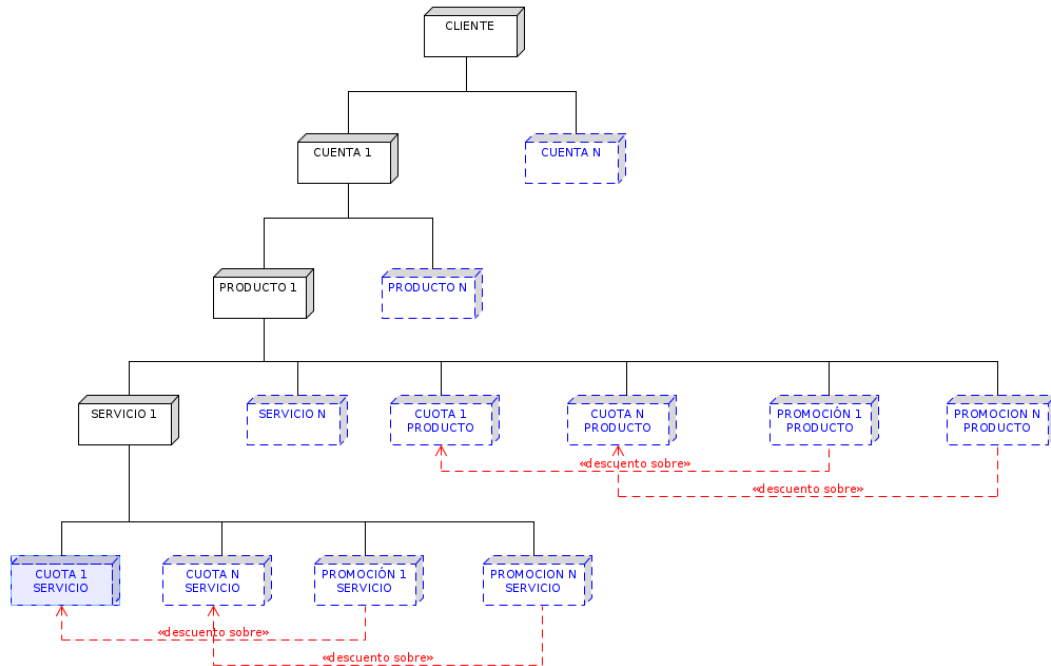 CLIENTE
CUENTA 1
CUENTA N
PRODUCTO 1
PRODUCTO N
SERVICIO 1
SERVICIO N
CUOTA 1
PRODUCTO
CUOTA N
PRODUCTO
PROMOCIÓN 1
PRODUCTO
PROMOCION N
PRODUCTO
«descuento sobre»
«descuento sobre»
CUOTA 1
SERVICIO
CUOTA N
SERVICIO
PROMOCIÓN 1
SERVICIO
PROMOCION N
SERVICIO
«descuento sobre»
«descuento sobre»